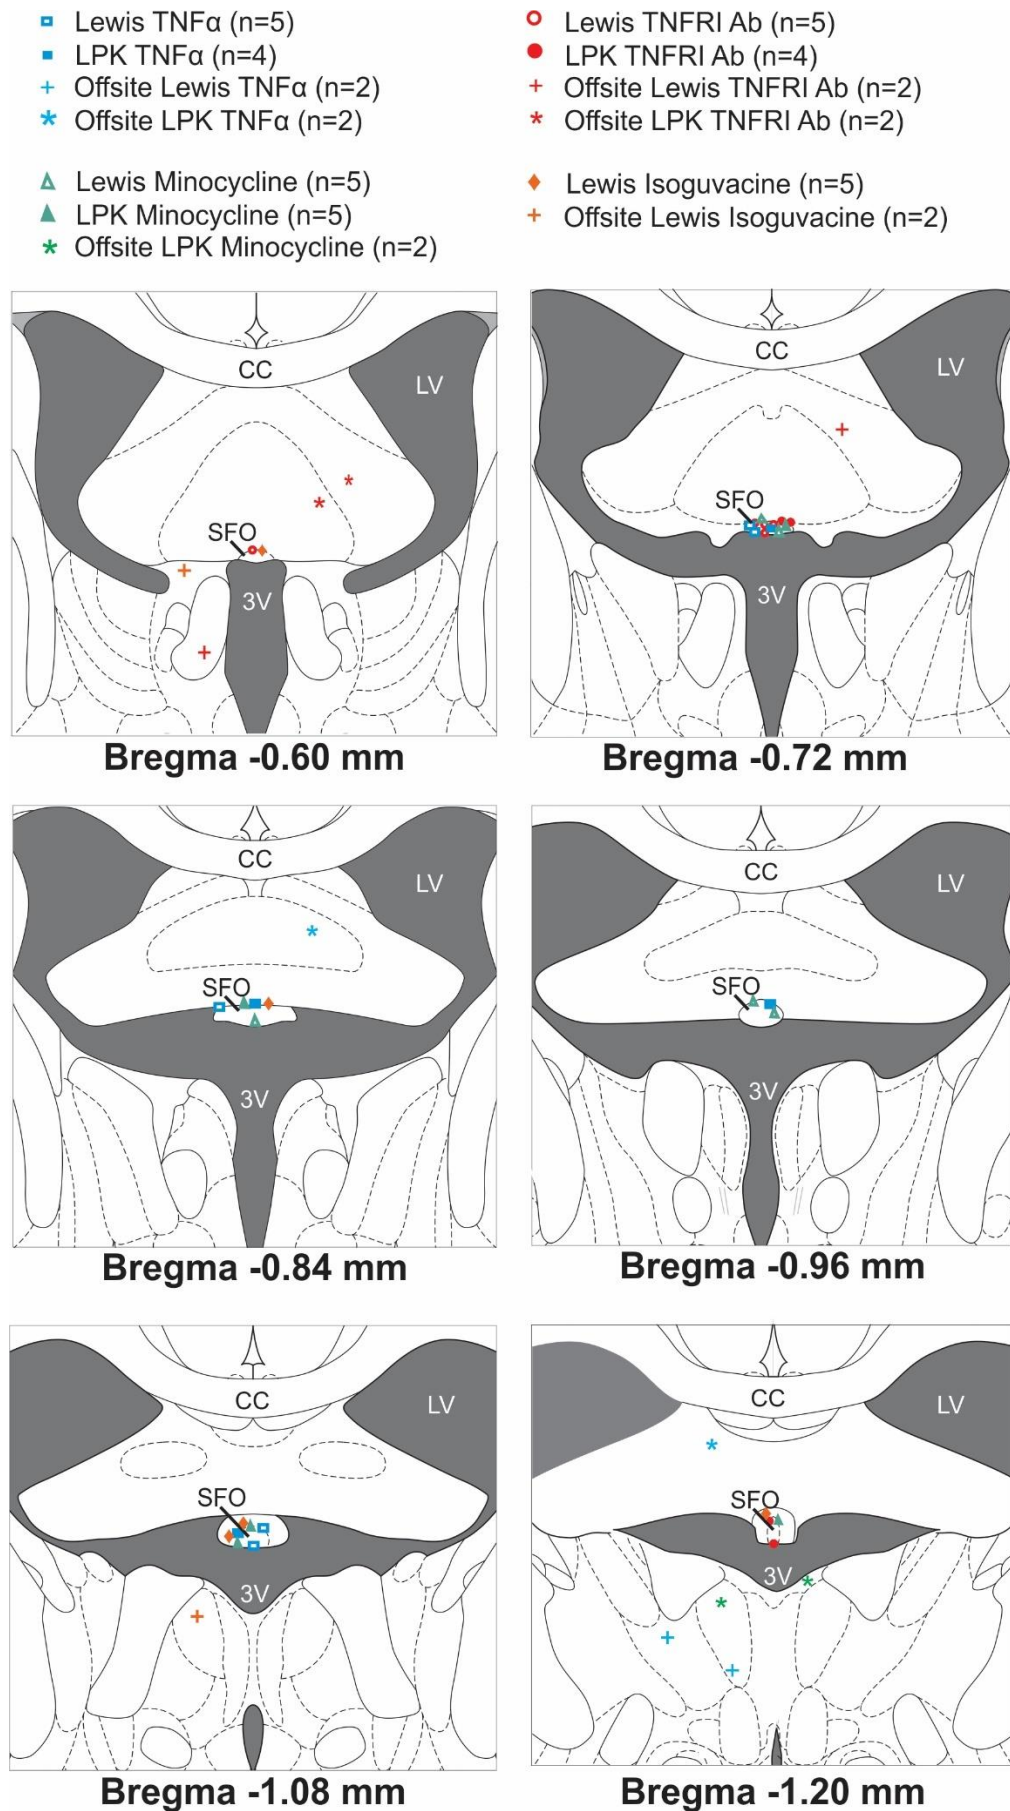 Lewis TNFα (n=5)
LPK TNFα (n=4)
Offsite Lewis TNFα (n=2)
Offsite LPK TNFα (n=2)
Lewis TNFRI Ab (n=5)
LPK TNFRI Ab (n=4)
Offsite Lewis TNFRI Ab (n=2)
Offsite LPK TNFRI Ab (n=2)
Lewis Minocycline (n=5)
LPK Minocycline (n=5)
Offsite LPK Minocycline (n=2)
Lewis Isoguvacine (n=5)
Offsite Lewis Isoguvacine (n=2)
CC
LV
SFO
3V
Bregma -0.60 mm
CC
LV
SFO
3V
Bregma -0.72 mm
CC
LV
SFO
3V
Bregma -0.84 mm
CC
LV
SFO
3V
Bregma -0.96 mm
CC
LV
SFO
3V
Bregma -1.08 mm
CC
LV
SFO
3V
Bregma -1.20 mm